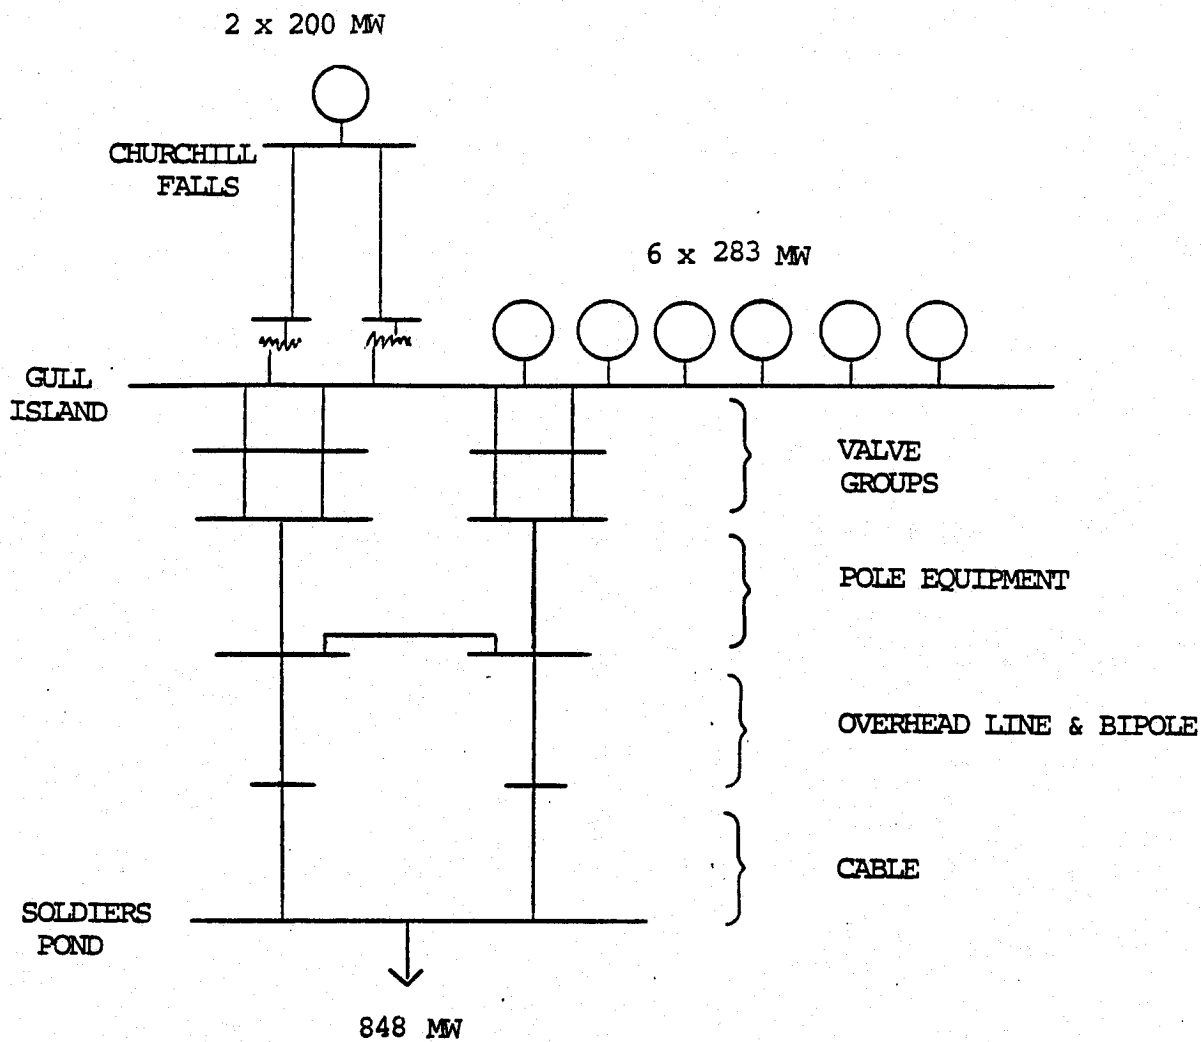 2 x 200 MW
CHURCHILL
FALLS
6 x 283 MW
GULL
ISLAND
VALVE
GROUPS
POLE EQUIPMENT
OVERHEAD LINE & BIPOLE
CABLE
SOLDIERS
POND
848 MW